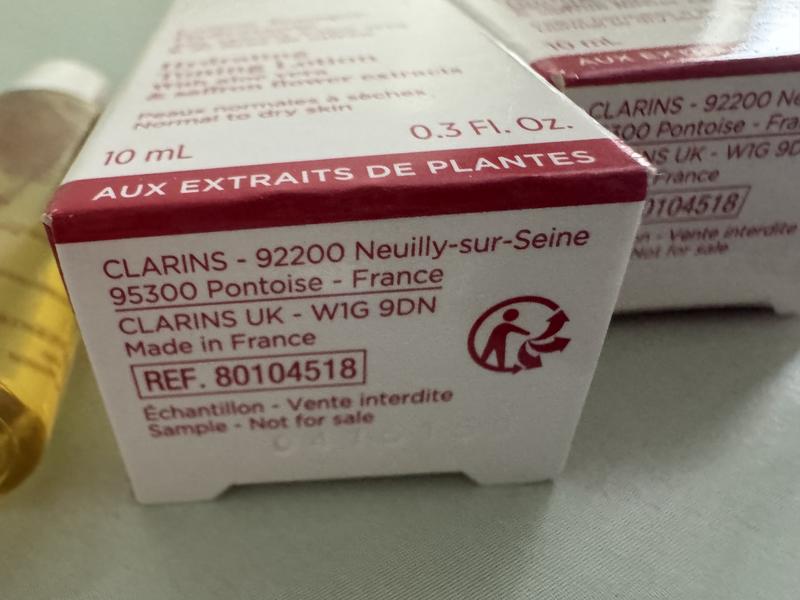 Hydrating
Toning Lotion
With aloe vera
& saffron flower extracts
Peaux normales à sèches
Normal to dry skin
10 mL
0.3 Fl. Oz.
AUX EXTRAITS DE PLANTES
CLARINS - 92200 Neuilly-sur-Seine
95300 Pontoise - France
CLARINS UK - W1G 9DN
Made in France
REF. 80104518
Échantillon - Vente interdite
Sample - Not for sale
10 mL
AUX
CLARINS - 92200
Pontoise
UK - W1G
France
- Vente interdite
Not for sale